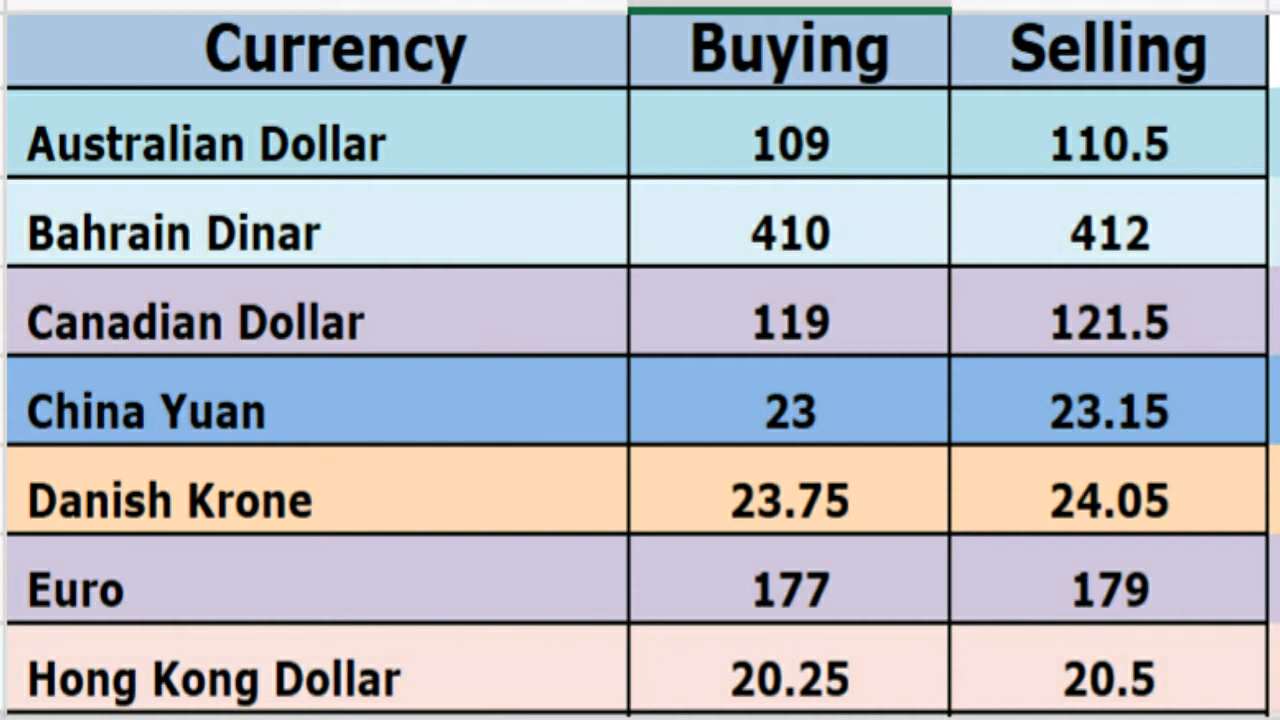 Currency Buying Selling
Australian Dollar 109 110.5
Bahrain Dinar 410 412
Canadian Dollar 119 121.5
China Yuan 23 23.15
Danish Krone 23.75 24.05
Euro 177 179
Hong Kong Dollar 20.25 20.5